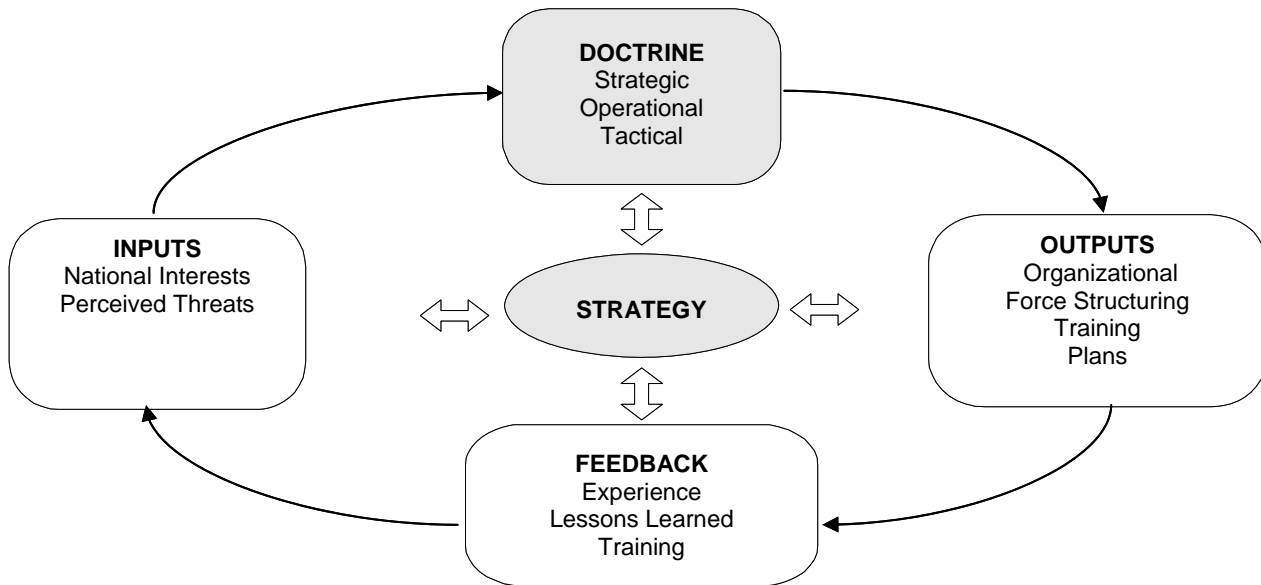 DOCTRINE
Strategic
Operational
Tactical
INPUTS
National Interests
Perceived Threats
STRATEGY
OUTPUTS
Organizational
Force Structuring
Training
Plans
FEEDBACK
Experience
Lessons Learned
Training